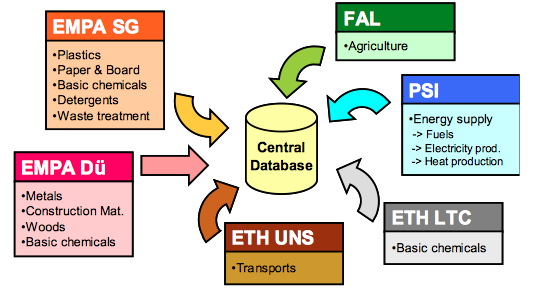 EMPA SG
•Plastics
•Paper & Board
•Basic chemicals
•Detergents
•Waste treatment
FAL
•Agriculture
PSI
•Energy supply
-> Fuels
-> Electricity prod.
-> Heat production
Central
Database
EMPA Dü
•Metals
•Construction Mat.
•Woods
•Basic chemicals
ETH UNS
•Transports
ETH LTC
•Basic chemicals